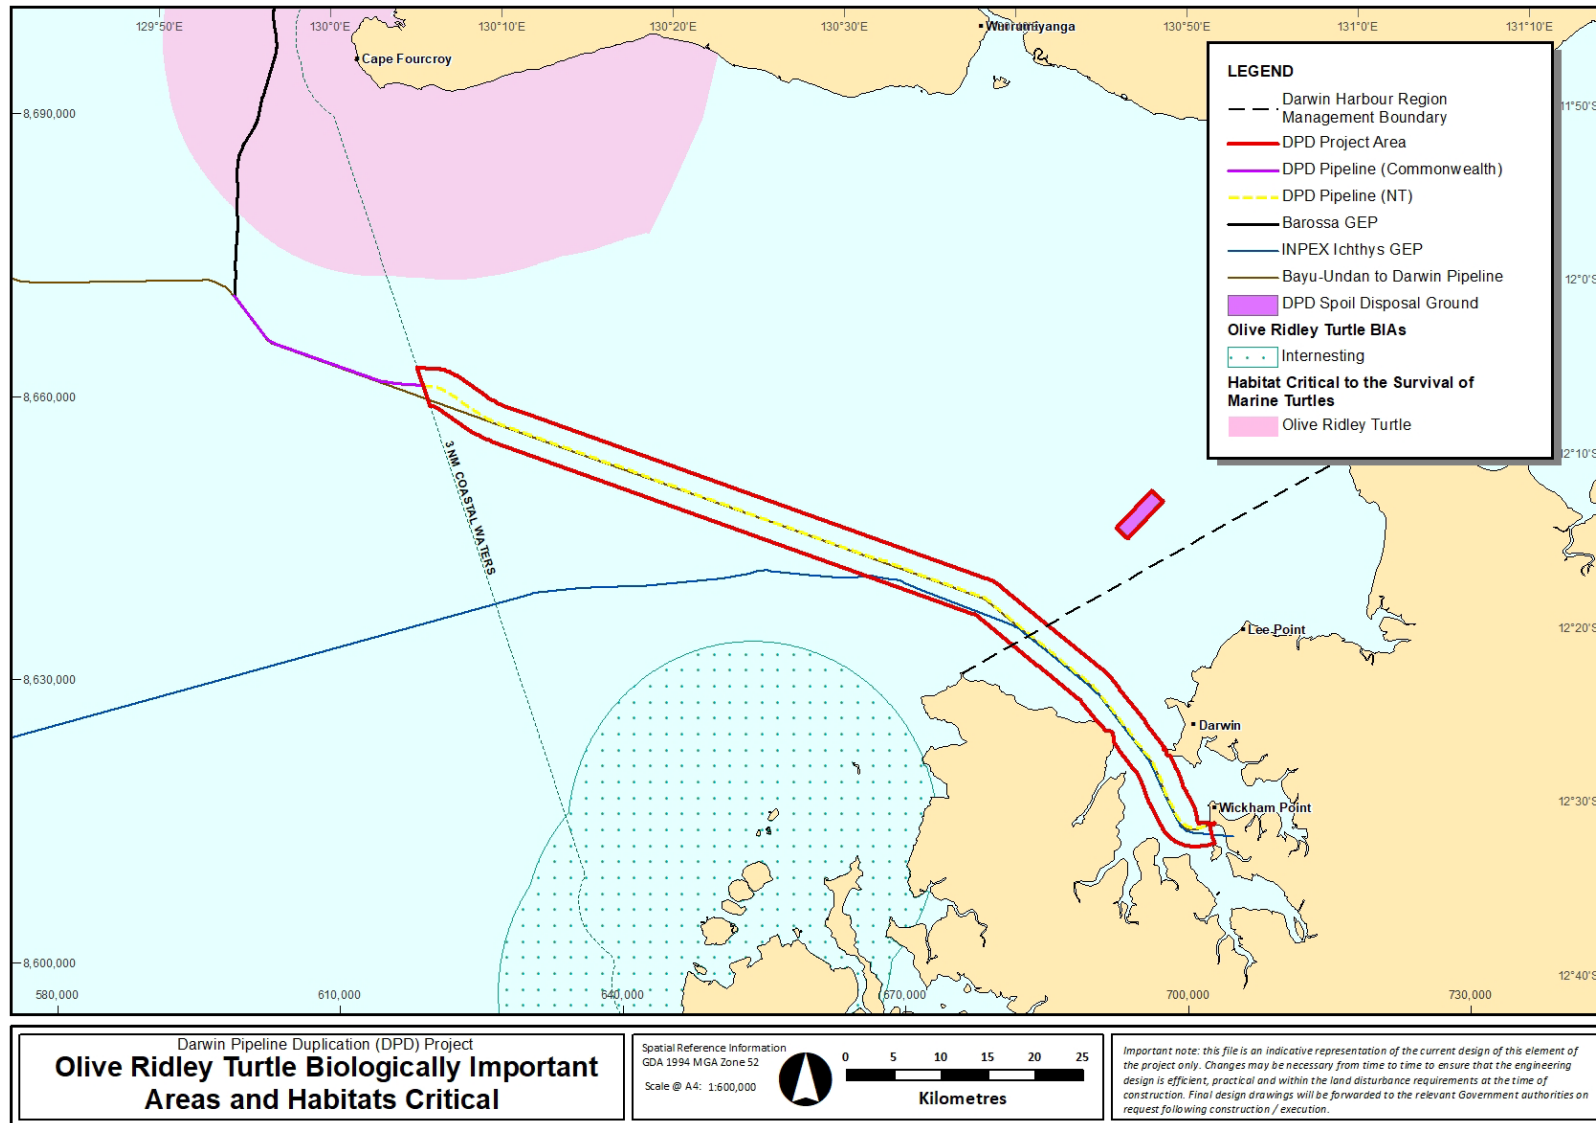 129°50'E
130°0'E
130°10'E
130°20'E
130°30'E
130°50'E
131°0'E
131°10'E
Wurrumiyanga
Cape Fourcroy
8,690,000
8,660,000
8,630,000
8,600,000
11°50'S
12°0'S
12°10'S
12°20'S
12°30'S
12°40'S
LEGEND
Darwin Harbour Region
Management Boundary
DPD Project Area
DPD Pipeline (Commonwealth)
DPD Pipeline (NT)
Barossa GEP
INPEX Ichthys GEP
Bayu-Undan to Darwin Pipeline
DPD Spoil Disposal Ground
Olive Ridley Turtle BIAs
Internesting
Habitat Critical to the Survival of
Marine Turtles
Olive Ridley Turtle
3 NM COASTAL WATERS
Lee Point
Darwin
Wickham Point
580,000
610,000
640,000
670,000
700,000
730,000
Darwin Pipeline Duplication (DPD) Project
Olive Ridley Turtle Biologically Important
Areas and Habitats Critical
Spatial Reference Information
GDA 1994 MGA Zone 52
Scale @ A4: 1:600,000
0 5 10 15 20 25
Kilometres
Important note: this file is an indicative representation of the current design of this element of
the project only. Changes may be necessary from time to time to ensure that the engineering
design is efficient, practical and within the land disturbance requirements at the time of
construction. Final design drawings will be forwarded to the relevant Government authorities on
request following construction / execution.